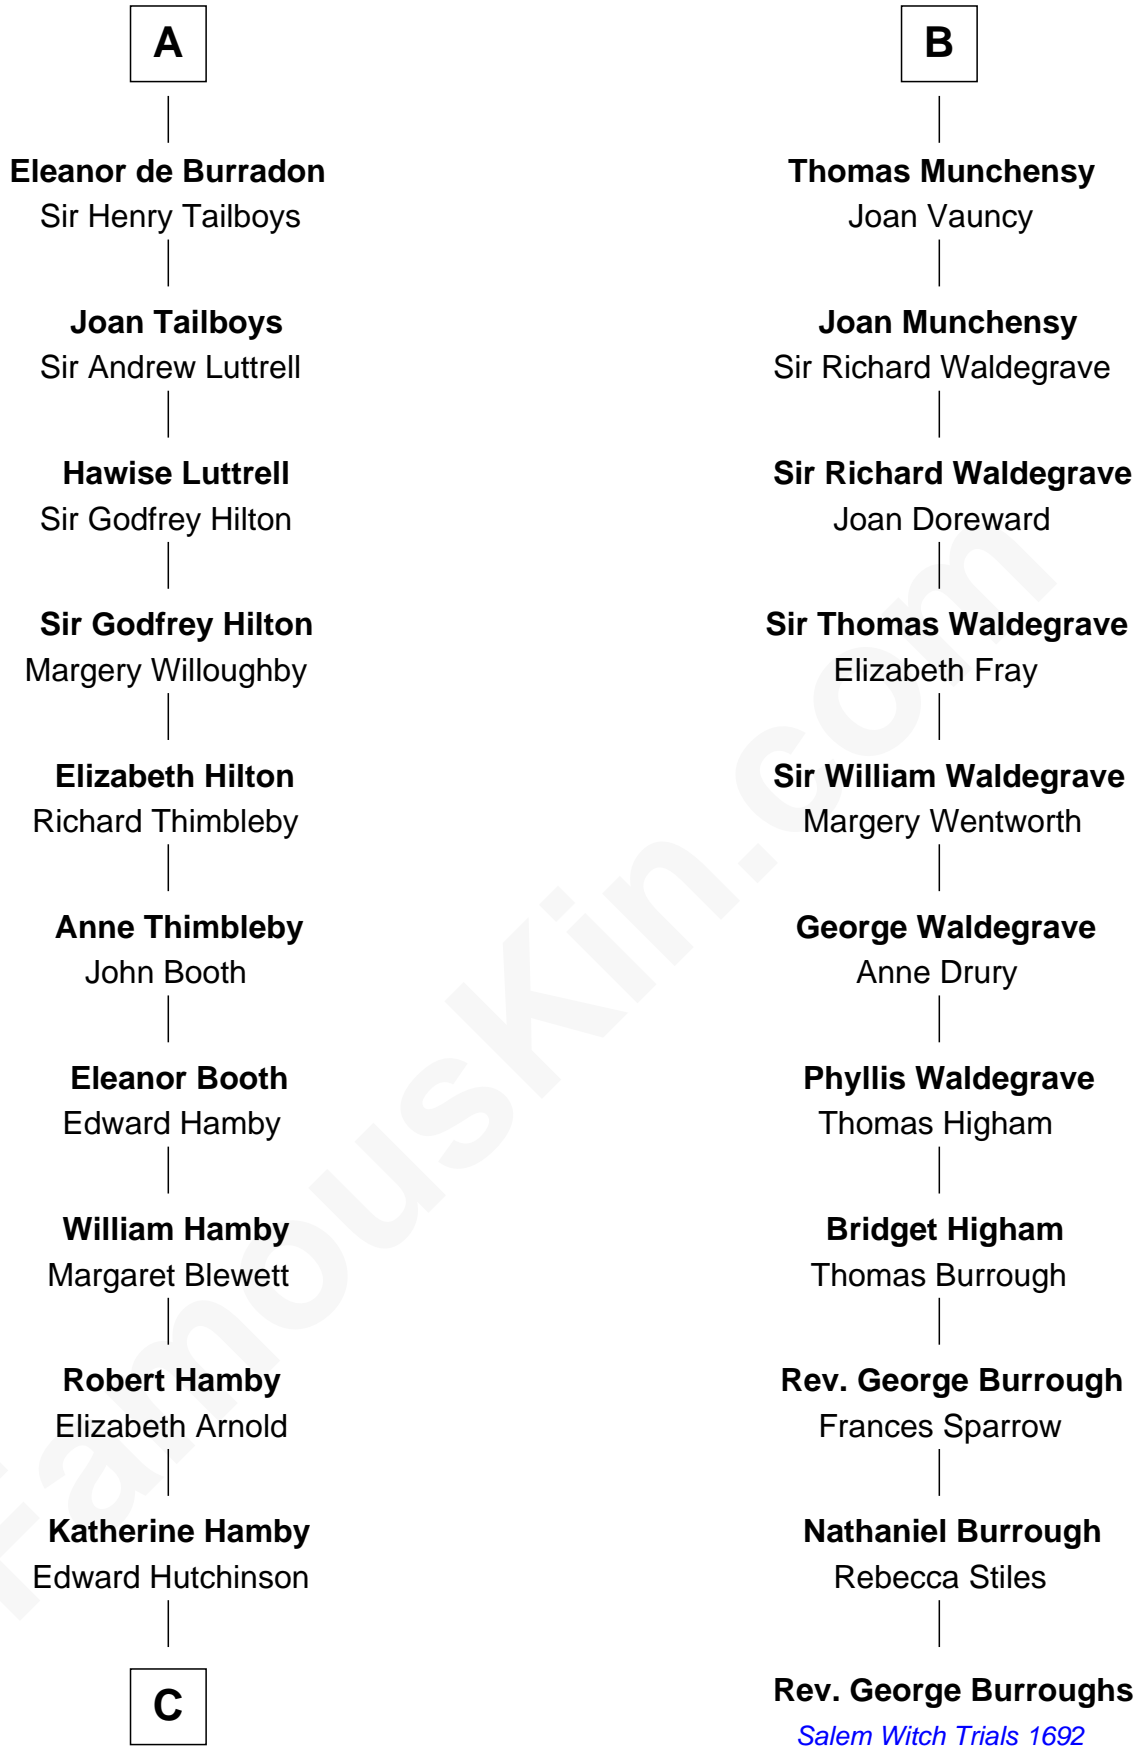 A
Eleanor de Burradon
Sir Henry Tailboys
Joan Tailboys
Sir Andrew Luttrell
Hawise Luttrell
Sir Godfrey Hilton
Sir Godfrey Hilton
Margery Willoughby
Elizabeth Hilton
Richard Thimbleby
Anne Thimbleby
John Booth
Eleanor Booth
Edward Hamby
William Hamby
Margaret Blewett
Robert Hamby
Elizabeth Arnold
Katherine Hamby
Edward Hutchinson
C
B
Thomas Munchensy
Joan Vauncy
Joan Munchensy
Sir Richard Waldegrave
Sir Richard Waldegrave
Joan Doreward
Sir Thomas Waldegrave
Elizabeth Fray
Sir William Waldegrave
Margery Wentworth
George Waldegrave
Anne Drury
Phyllis Waldegrave
Thomas Higham
Bridget Higham
Thomas Burrough
Rev. George Burrough
Frances Sparrow
Nathaniel Burrough
Rebecca Stiles
Rev. George Burroughs
Salem Witch Trials 1692
FamousKin.com